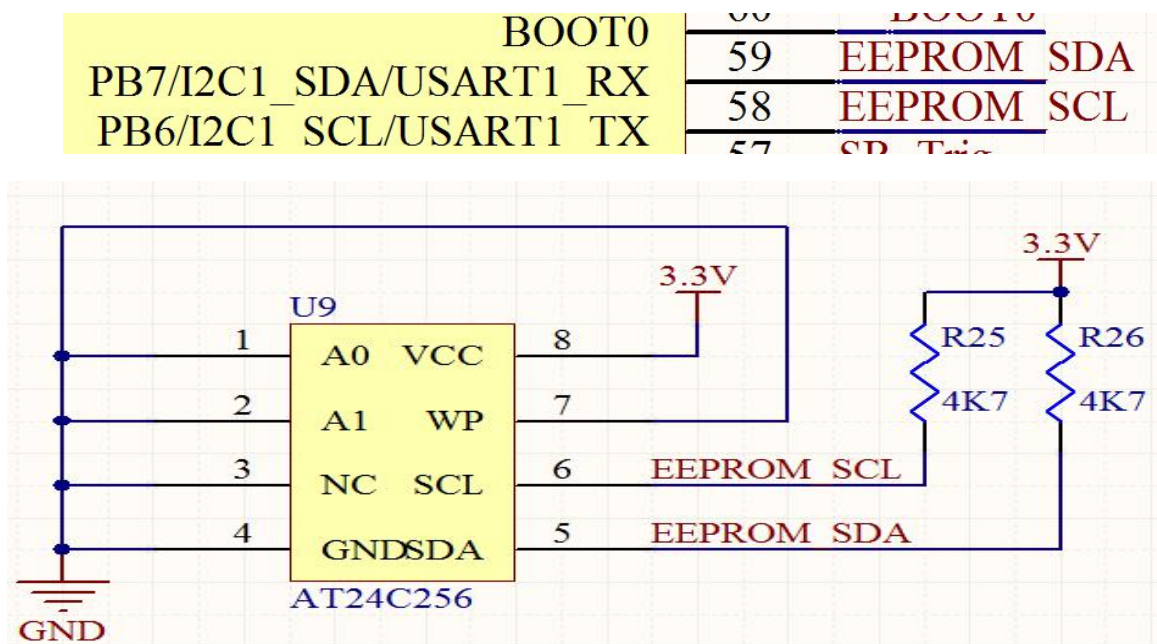 BOOT0
59 EEPROM_SDA
PB7/I2C1_SDA/USART1_RX
58 EEPROM_SCL
PB6/I2C1_SCL/USART1_TX
3.3V
3.3V
U9
1 A0 VCC 8
R25 R26
2 A1 WP 7
4K7 4K7
3 NC SCL 6 EEPROM_SCL
4 GND SDA 5 EEPROM_SDA
AT24C256
GND